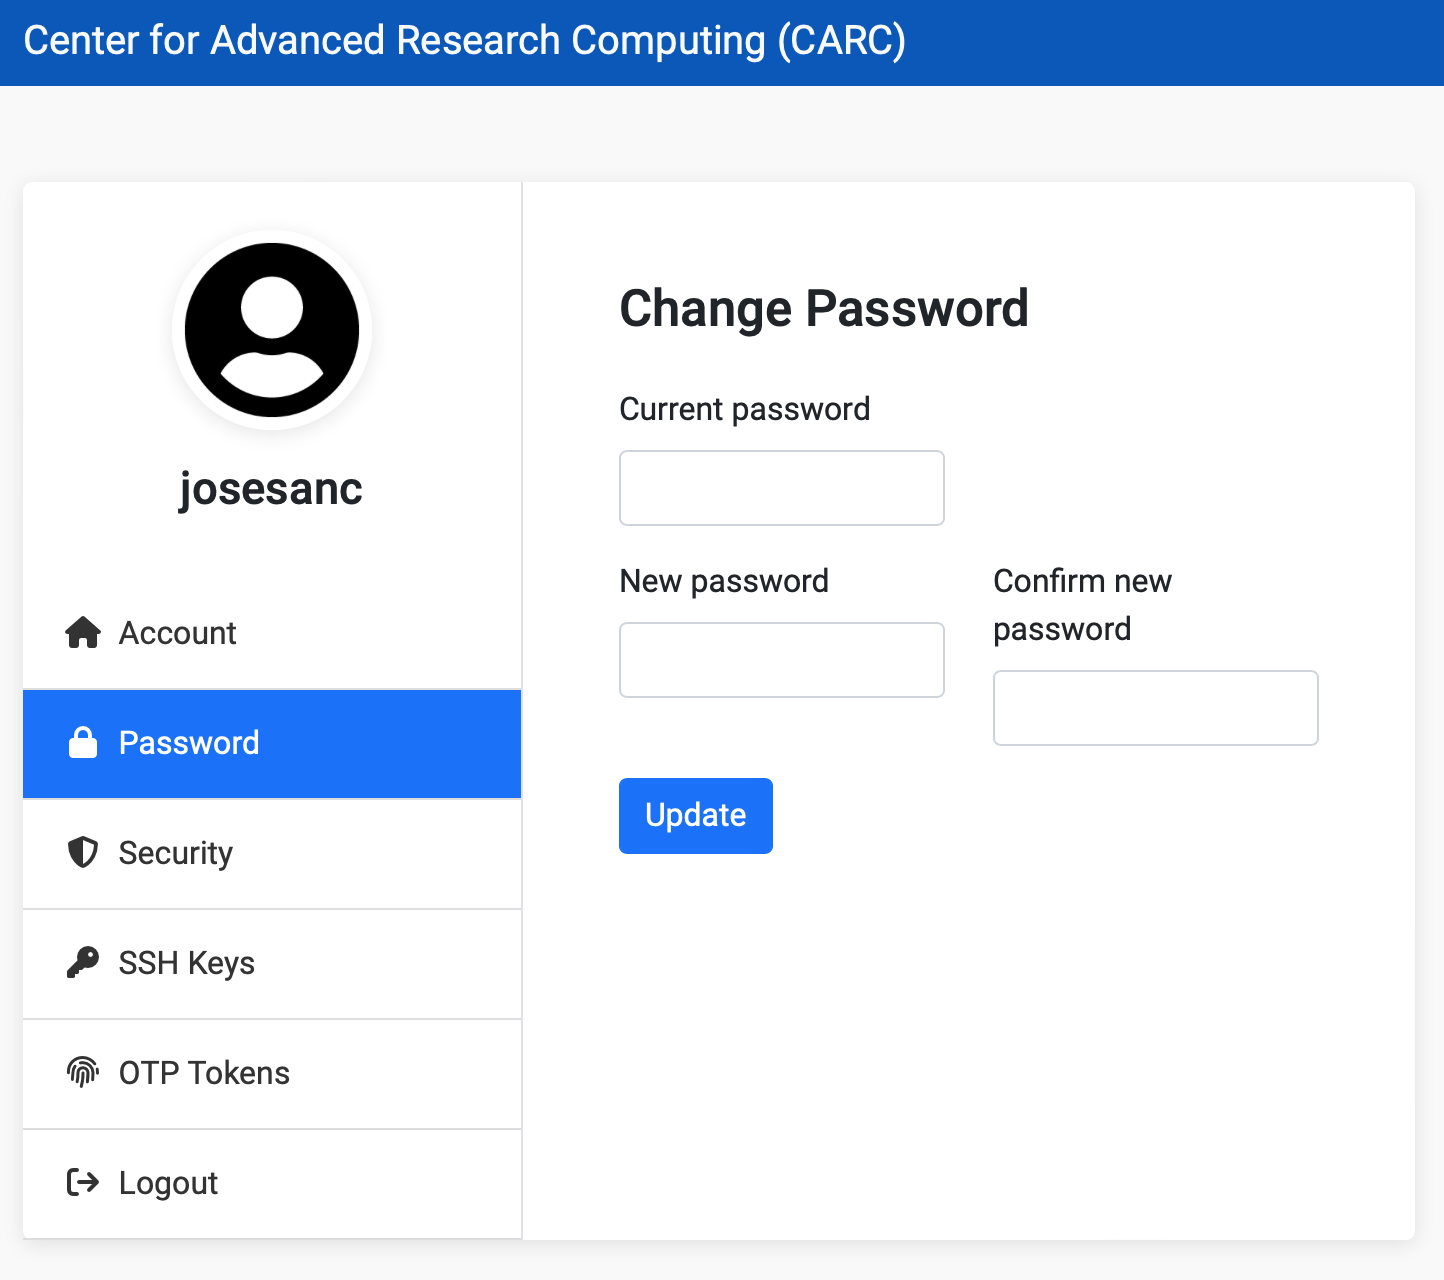 Center for Advanced Research Computing (CARC)
josesanc
Account
Password
Security
SSH Keys
OTP Tokens
Logout
Change Password
Current password
New password
Confirm new
password
Update